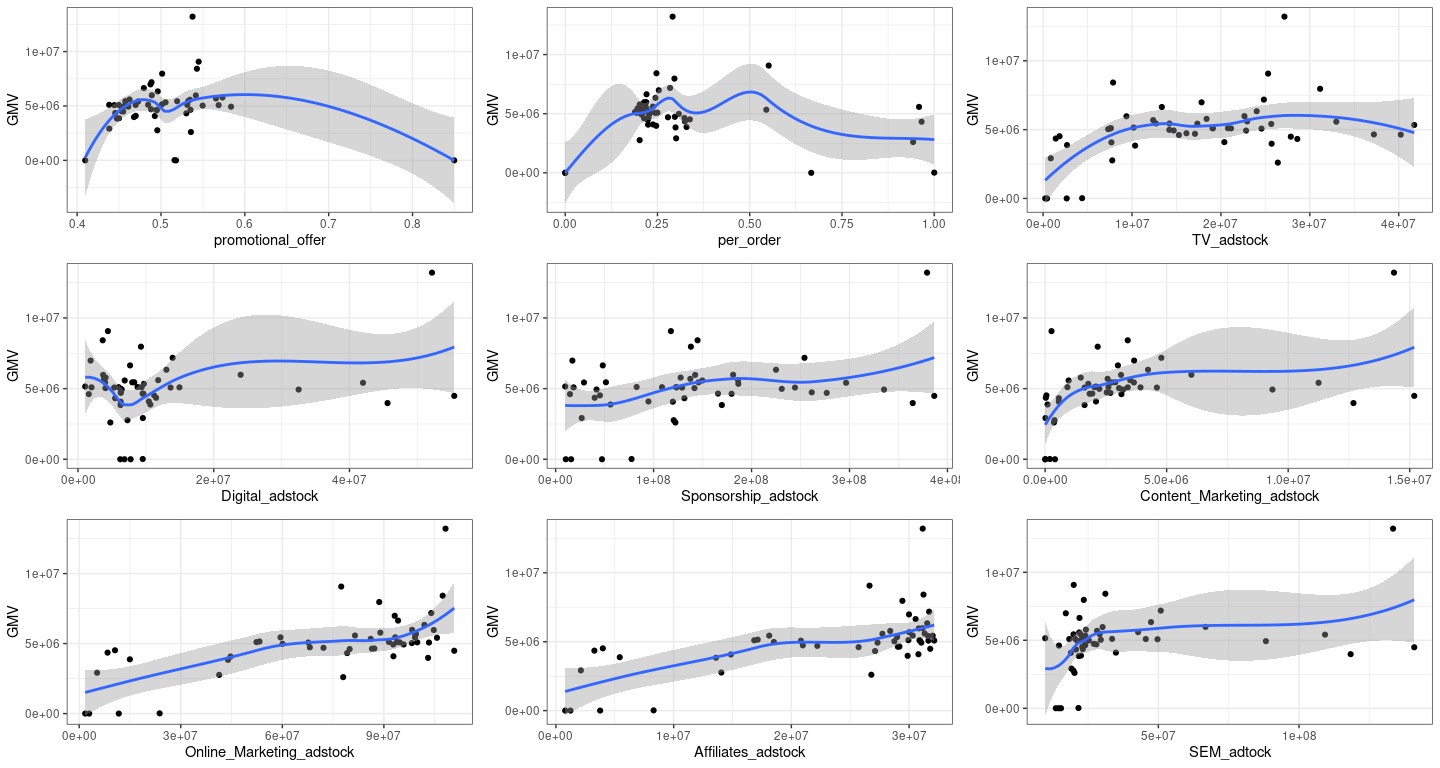 GMV
1e+07
5e+06
0e+00
0.4 0.5 0.6 0.7 0.8
promotional_offer
GMV
1e+07
5e+06
0e+00
0.00 0.25 0.50 0.75 1.00
per_order
GMV
1e+07
5e+06
0e+00
0e+00 1e+07 2e+07 3e+07 4e+07
TV_adstock
GMV
1e+07
5e+06
0e+00
0e+00 2e+07 4e+07
Digital_adstock
GMV
1e+07
5e+06
0e+00
0e+00 1e+08 2e+08 3e+08
Sponsorship_adstock
GMV
1e+07
5e+06
0e+00
0.0e+00 5.0e+06 1.0e+07 1.5e+07
Content_Marketing_adstock
GMV
1e+07
5e+06
0e+00
0e+00 3e+07 6e+07 9e+07
Online_Marketing_adstock
GMV
1e+07
5e+06
0e+00
0e+00 1e+07 2e+07 3e+07
Affiliates_adstock
GMV
1e+07
5e+06
0e+00
5e+07 1e+08
SEM_adtock